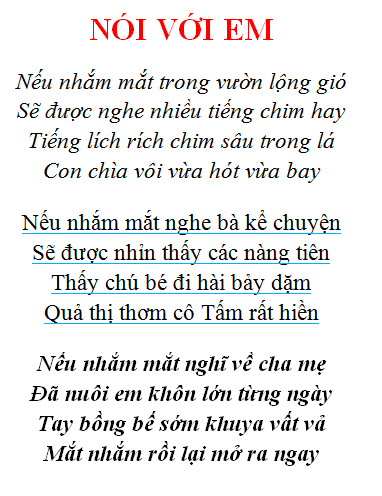 NÓI VỚI EM
Nếu nhắm mắt trong vườn lộng gió
Sẽ được nghe nhiều tiếng chim hay
Tiếng lích rích chim sâu trong lá
Con chìa vôi vừa hót vừa bay
Nếu nhắm mắt nghe bà kể chuyện
Sẽ được nhìn thấy các nàng tiên
Thấy chú bé đi hài bảy dặm
Quả thị thơm cô Tấm rất hiền
Nếu nhắm mắt nghĩ về cha mẹ
Đã nuôi em khôn lớn từng ngày
Tay bồng bế sớm khuya vất vả
Mắt nhắm rồi lại mở ra ngay